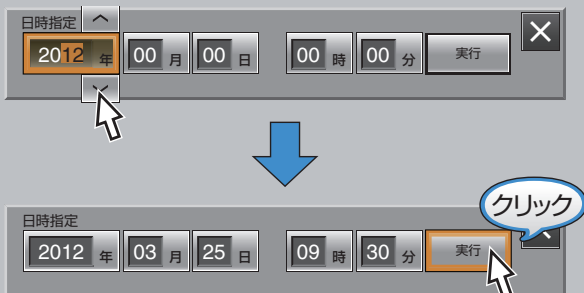 日時指定
2012 年 00 月 00 日 00 時 00 分 実行
クリック
日時指定
2012 年 03 月 25 日 09 時 30 分 実行